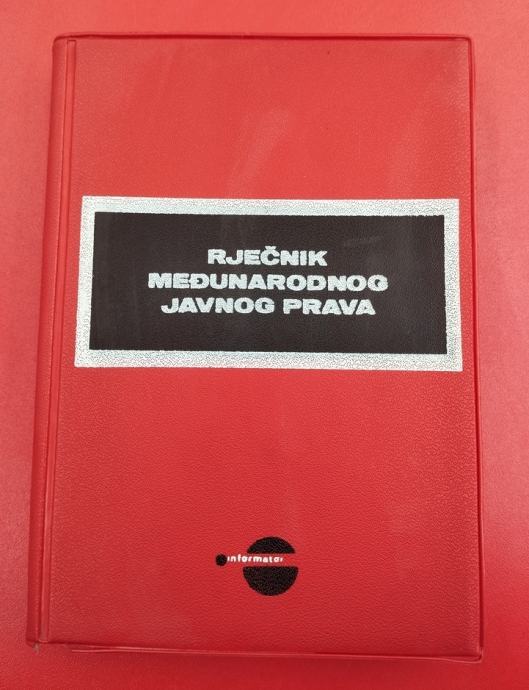 RJEČNIK
MEĐUNARODNOG
JAVNOG PRAVA
informator